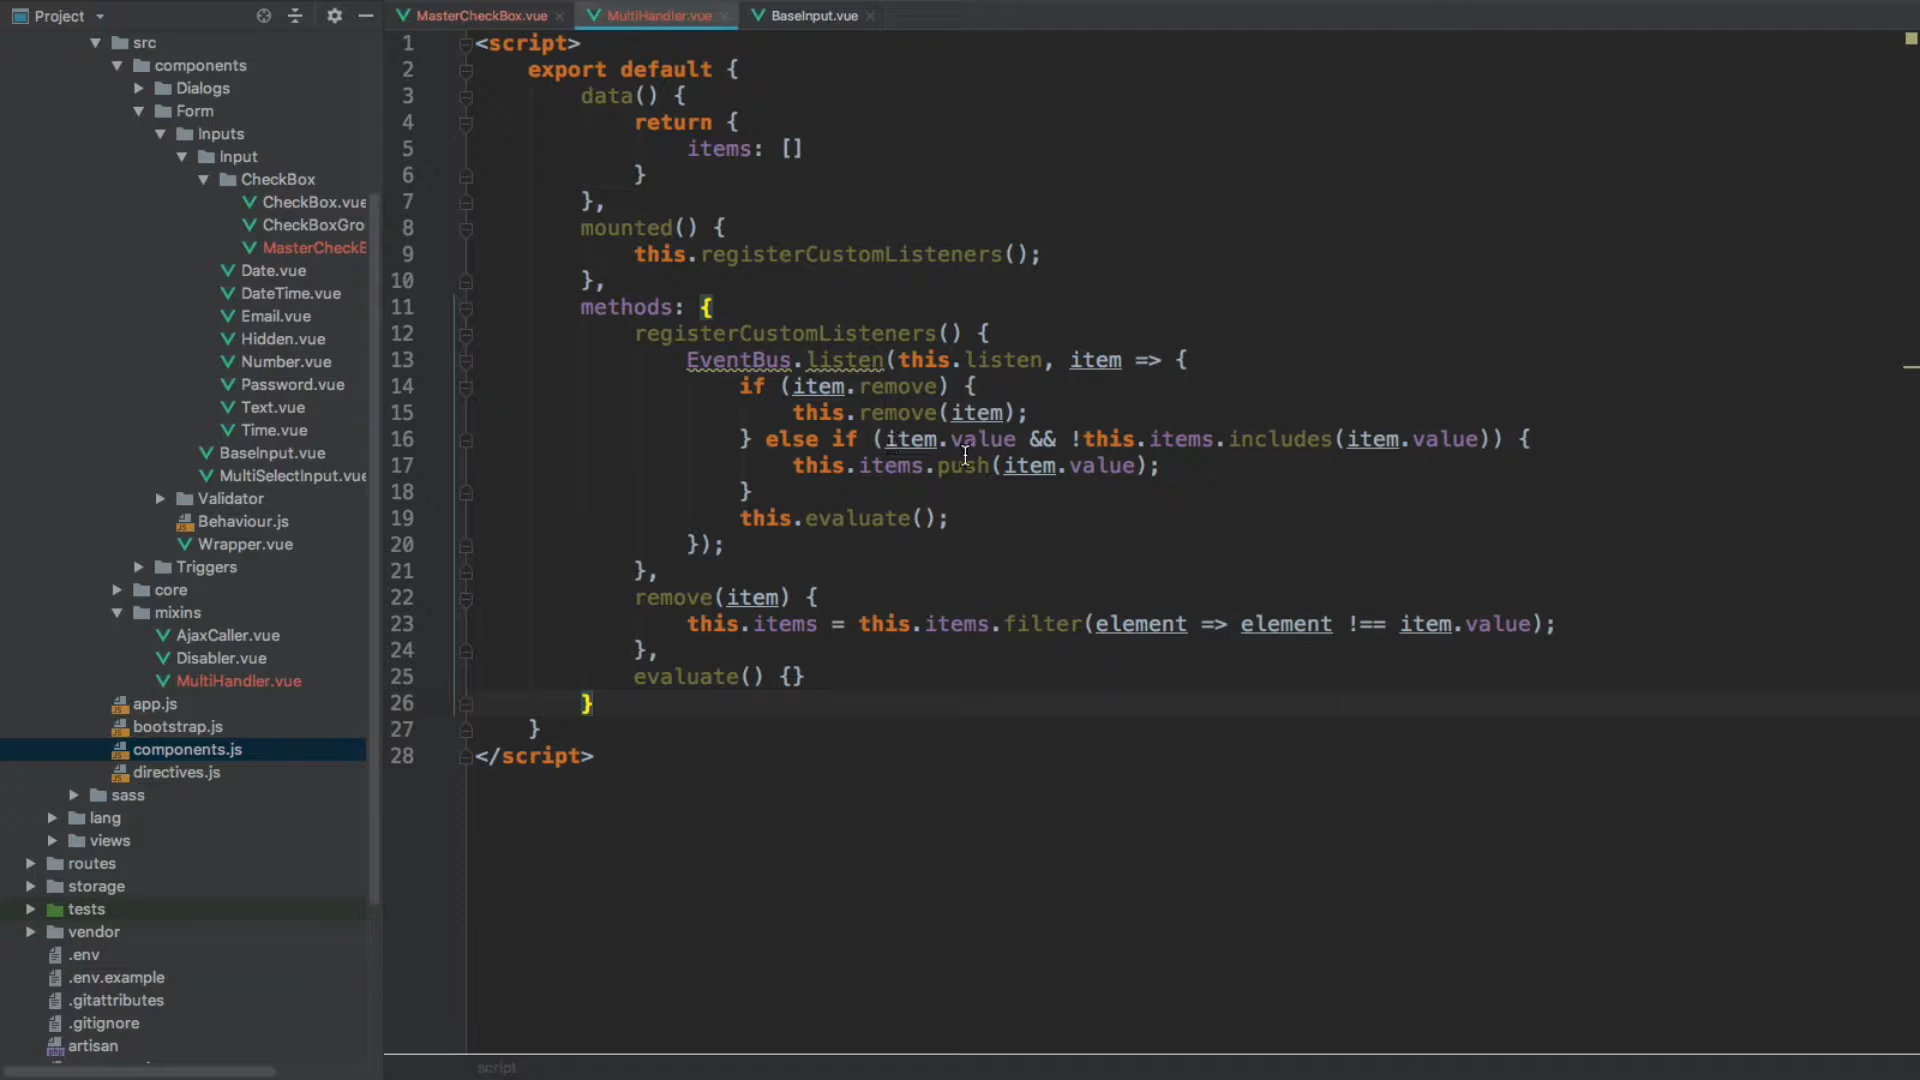 Project
src
components
Dialogs
Form
Inputs
Input
CheckBox
CheckBox.vue
CheckBoxGro
MasterCheckB
Date.vue
DateTime.vue
Email.vue
Hidden.vue
Number.vue
Password.vue
Text.vue
Time.vue
BaseInput.vue
MultiSelectInput.vue
Validator
Behaviour.js
Wrapper.vue
Triggers
core
mixins
AjaxCaller.vue
Disabler.vue
MultiHandler.vue
app.js
bootstrap.js
components.js
directives.js
sass
lang
views
routes
storage
tests
vendor
.env
.env.example
.gitattributes
.gitignore
artisan
MasterCheckBox.vue
MultiHandler.vue
BaseInput.vue
1 <script>
2 export default {
3 data() {
4 return {
5 items: []
6 }
7 },
8 mounted() {
9 this.registerCustomListeners();
10 },
11 methods: {
12 registerCustomListeners() {
13 EventBus.listen(this.listen, item => {
14 if (item.remove) {
15 this.remove(item);
16 } else if (item.value && !this.items.includes(item.value)) {
17 this.items.push(item.value);
18 }
19 this.evaluate();
20 });
21 },
22 remove(item) {
23 this.items = this.items.filter(element => element !== item.value);
24 },
25 evaluate() {}
26 }
27 }
28 </script>
script